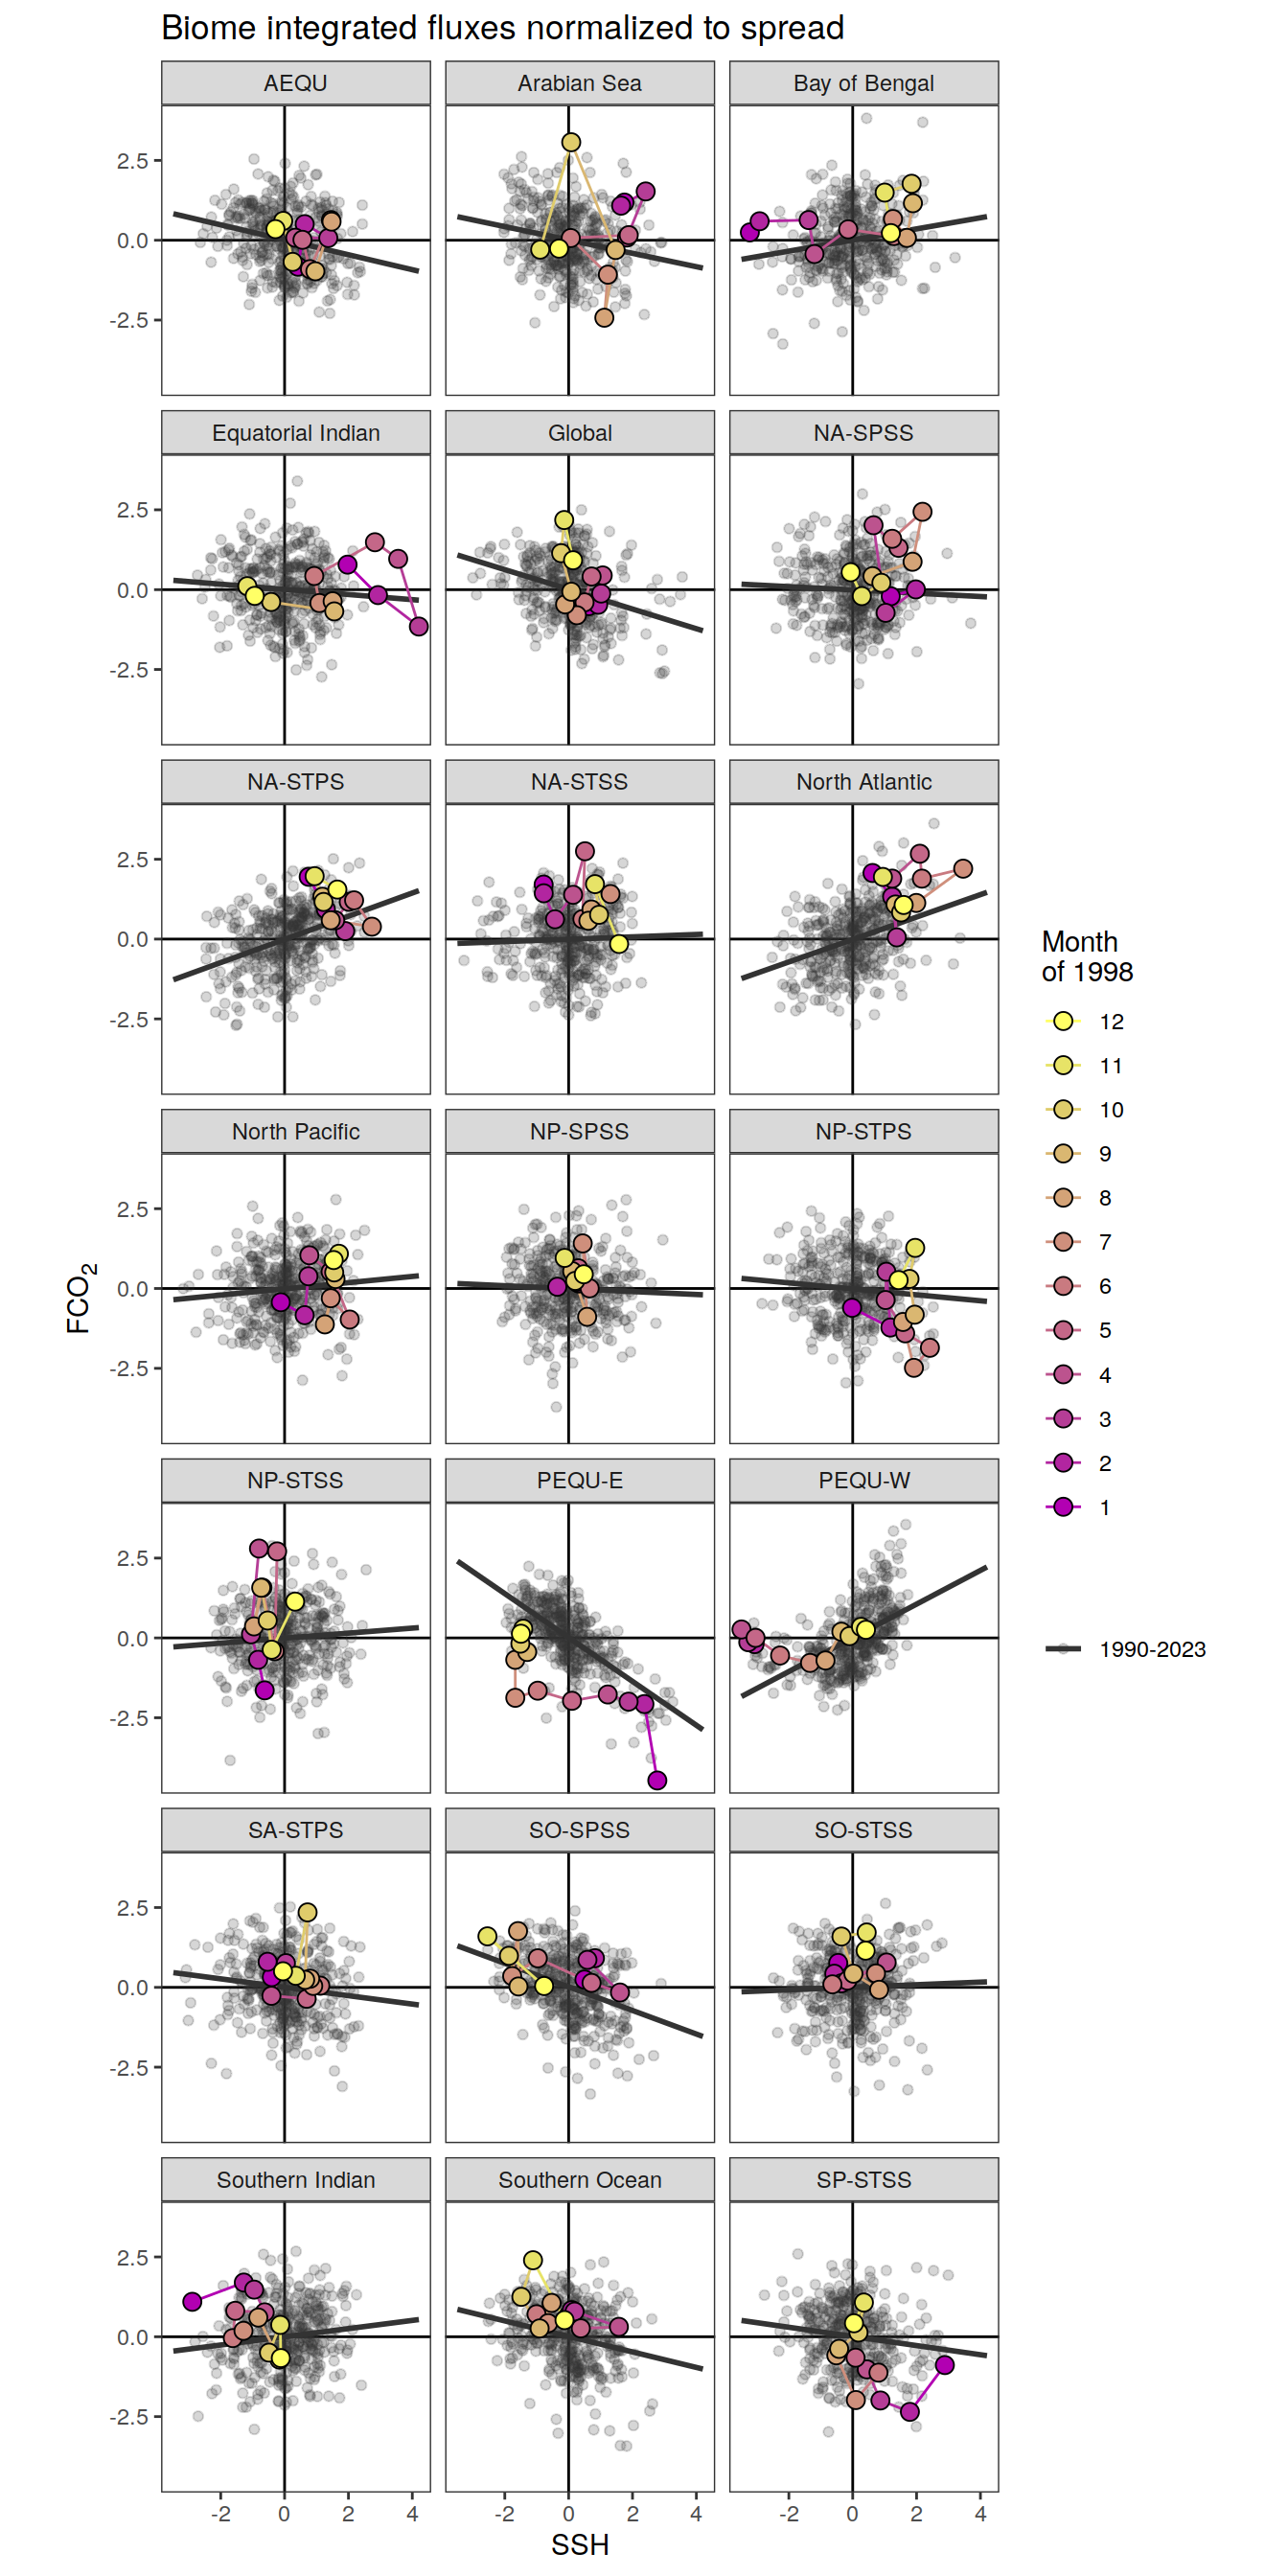 Biome integrated fluxes normalized to spread
AEQU
Arabian Sea
Bay of Bengal
2.5
0.0
-2.5
Equatorial Indian
Global
NA-SPSS
2.5
0.0
-2.5
NA-STPS
NA-STSS
North Atlantic
2.5
0.0
-2.5
North Pacific
NP-SPSS
NP-STPS
2.5
0.0
-2.5
NP-STSS
PEQU-E
PEQU-W
2.5
0.0
-2.5
SA-STPS
SO-SPSS
SO-STSS
2.5
0.0
-2.5
Southern Indian
Southern Ocean
SP-STSS
2.5
0.0
-2.5
-2 0 2 4
-2 0 2 4
-2 0 2 4
SSH
FCO₂
Month
of 1998
12
11
10
9
8
7
6
5
4
3
2
1
1990-2023